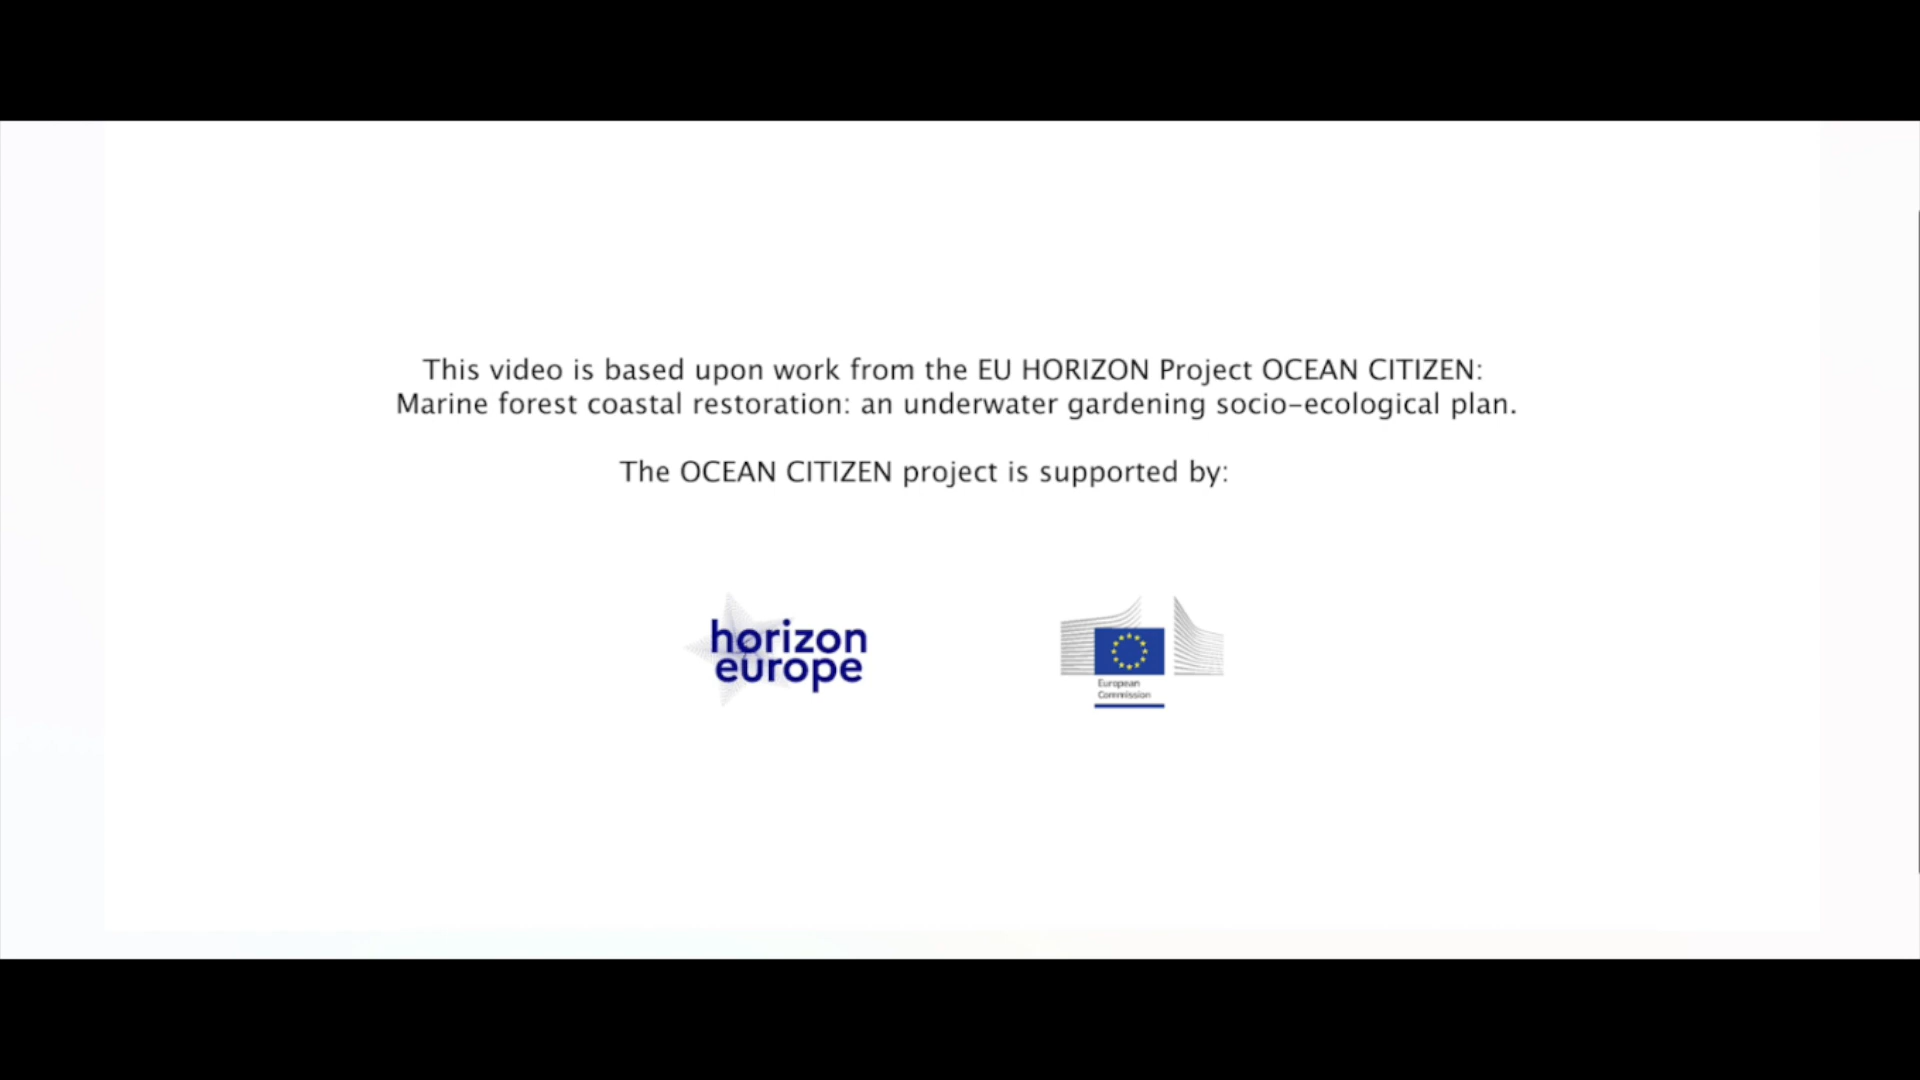 This video is based upon work from the EU HORIZON Project OCEAN CITIZEN:
Marine forest coastal restoration: an underwater gardening socio-ecological plan.
The OCEAN CITIZEN project is supported by:
horizon
europe
European
Commission